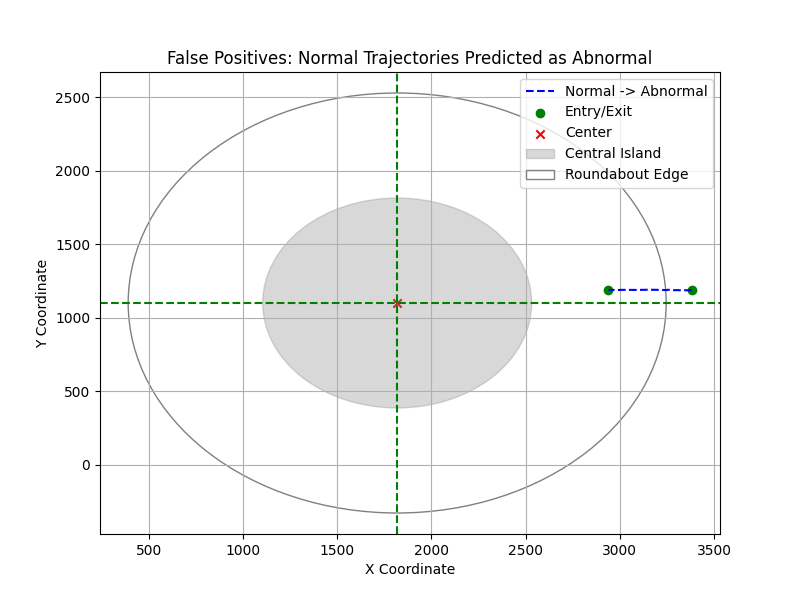 False Positives: Normal Trajectories Predicted as Abnormal
Normal -> Abnormal
Entry/Exit
Center
Central Island
Roundabout Edge
Y Coordinate
2500
2000
1500
1000
500
0
500
1000
1500
2000
2500
3000
3500
X Coordinate